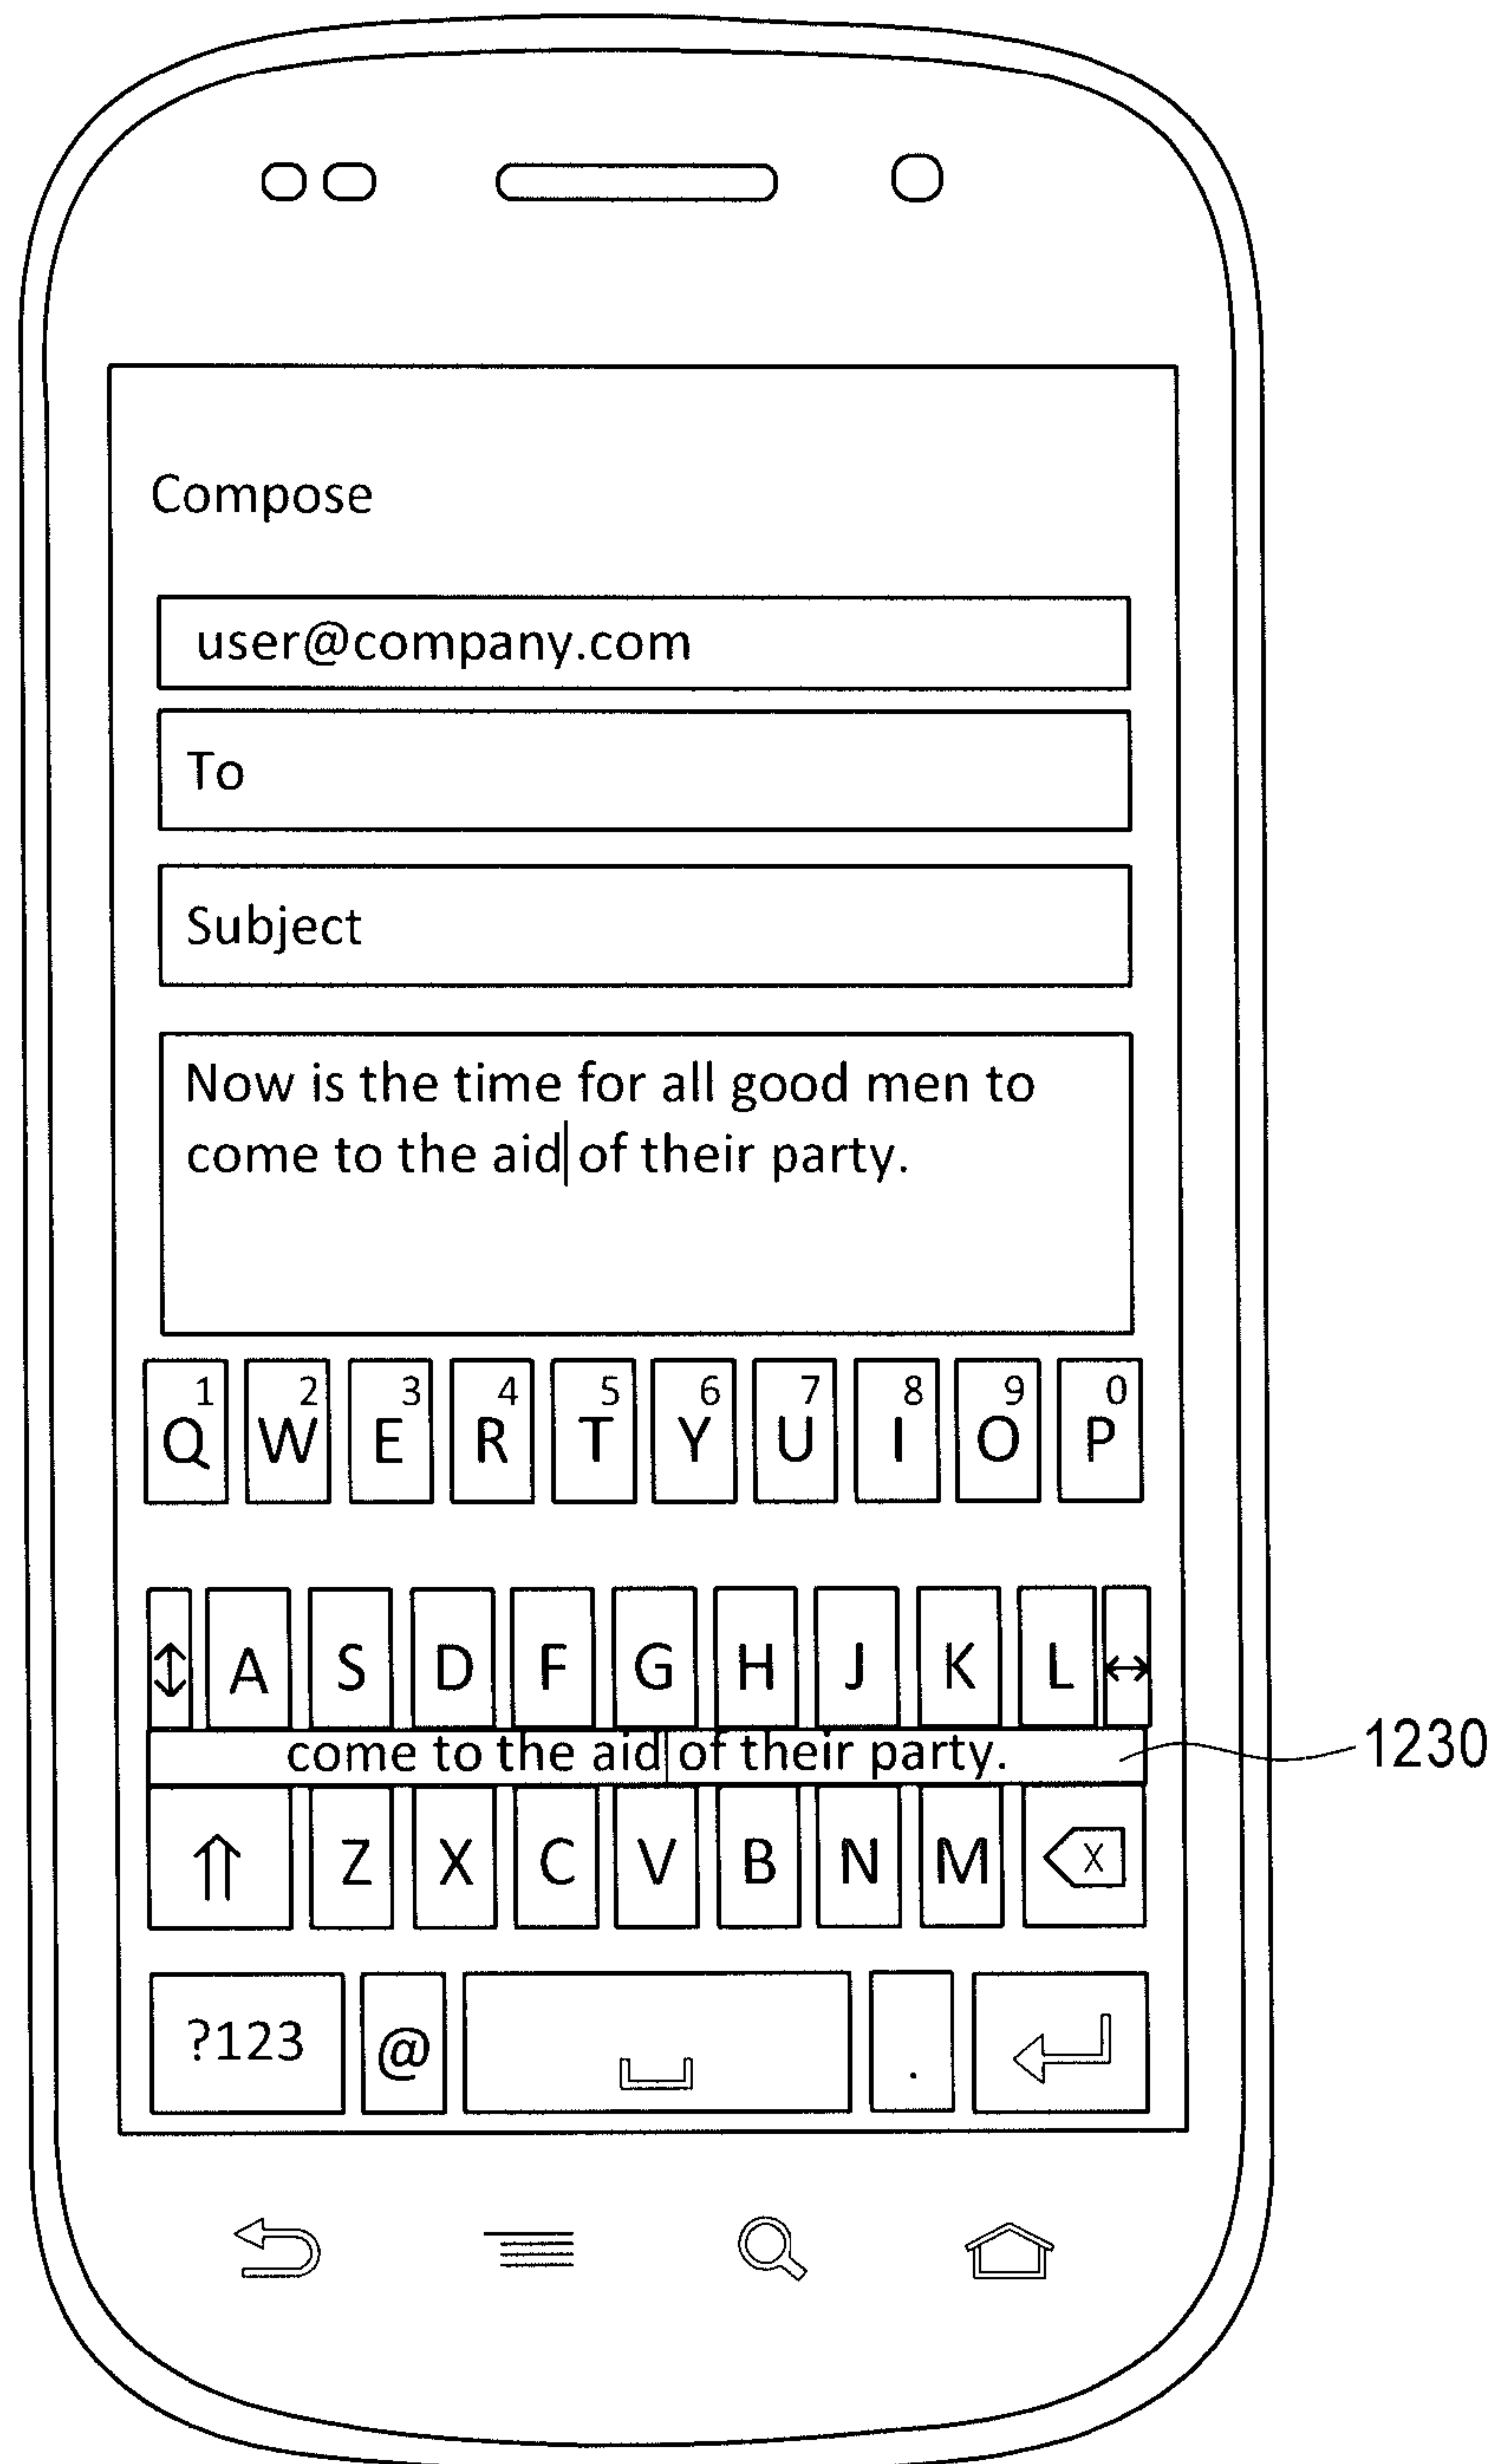 Compose
user@company.com
To
Subject
Now is the time for all good men to
come to the aid of their party.
1 2 3 4 5 6 7 8 9 0
Q W E R T Y U I O P
A S D F G H J K L
come to the aid of their party.
1230
Z X C V B N M X
?123 @ .